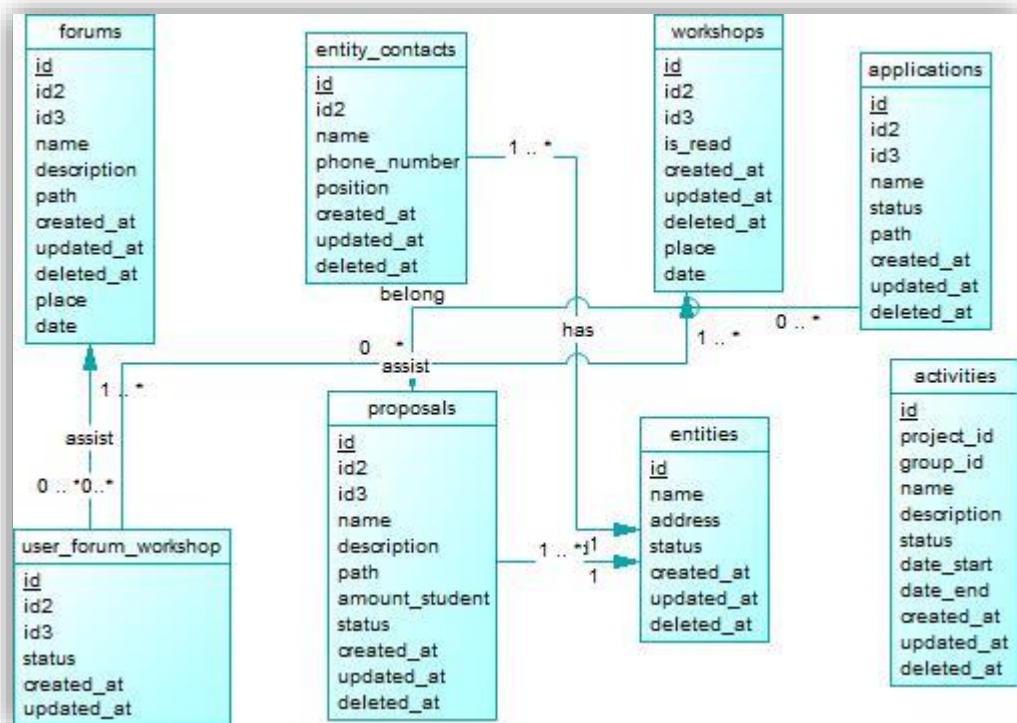 forums
id
id2
id3
name
description
path
created_at
updated_at
deleted_at
place
date
entity_contacts
id
id2
name
phone_number
position
created_at
updated_at
deleted_at
workshops
id
id2
id3
is_read
created_at
updated_at
deleted_at
place
date
applications
id
id2
id3
name
status
path
created_at
updated_at
deleted_at
1 .. *
belong
has
0 .. *
1 .. *
0 *
assist
1 .. *
assist
0 .. *
0..*
proposals
id
id2
id3
name
description
path
amount_student
status
created_at
updated_at
deleted_at
entities
id
name
address
status
created_at
updated_at
deleted_at
activities
id
project_id
group_id
name
description
status
date_start
date_end
created_at
updated_at
deleted_at
1 .. *
1
1
user_forum_workshop
id
id2
id3
status
created_at
updated_at